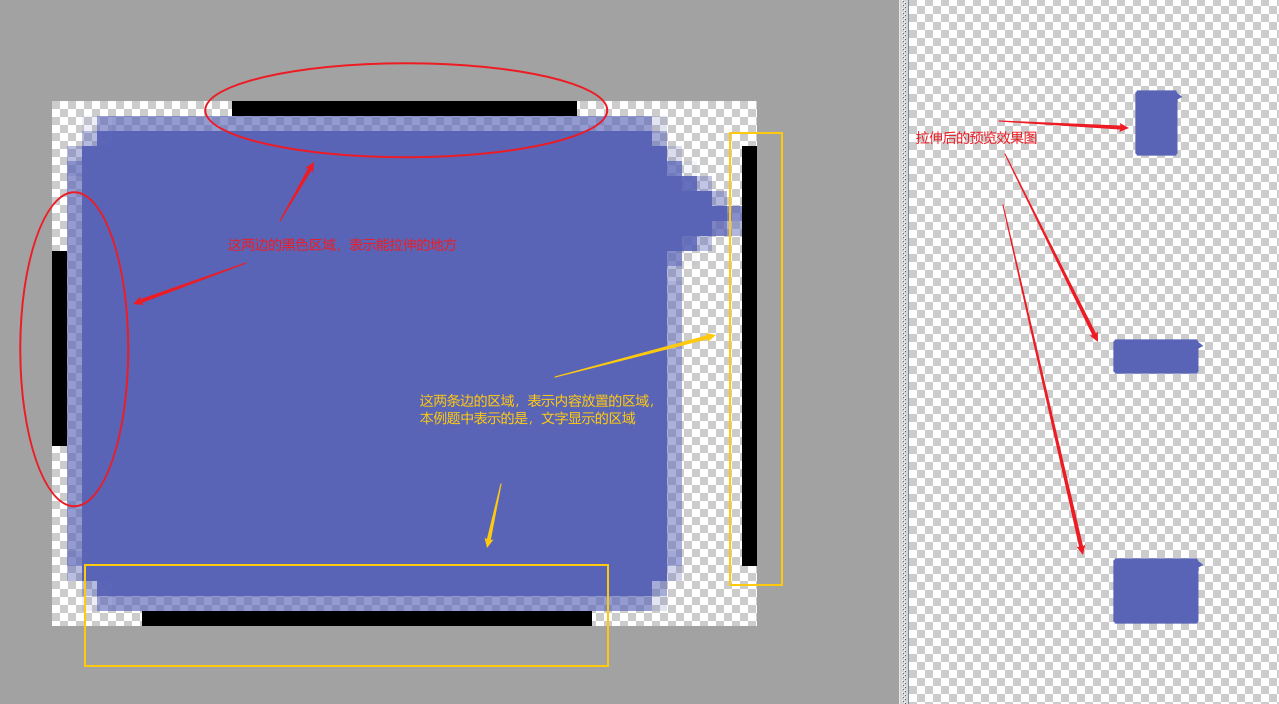 拉伸后的预览效果图
这两边的黑色区域，表示能拉伸的地方
这两条边的区域，表示内容放置的区域，
本例题中表示的是，文字显示的区域